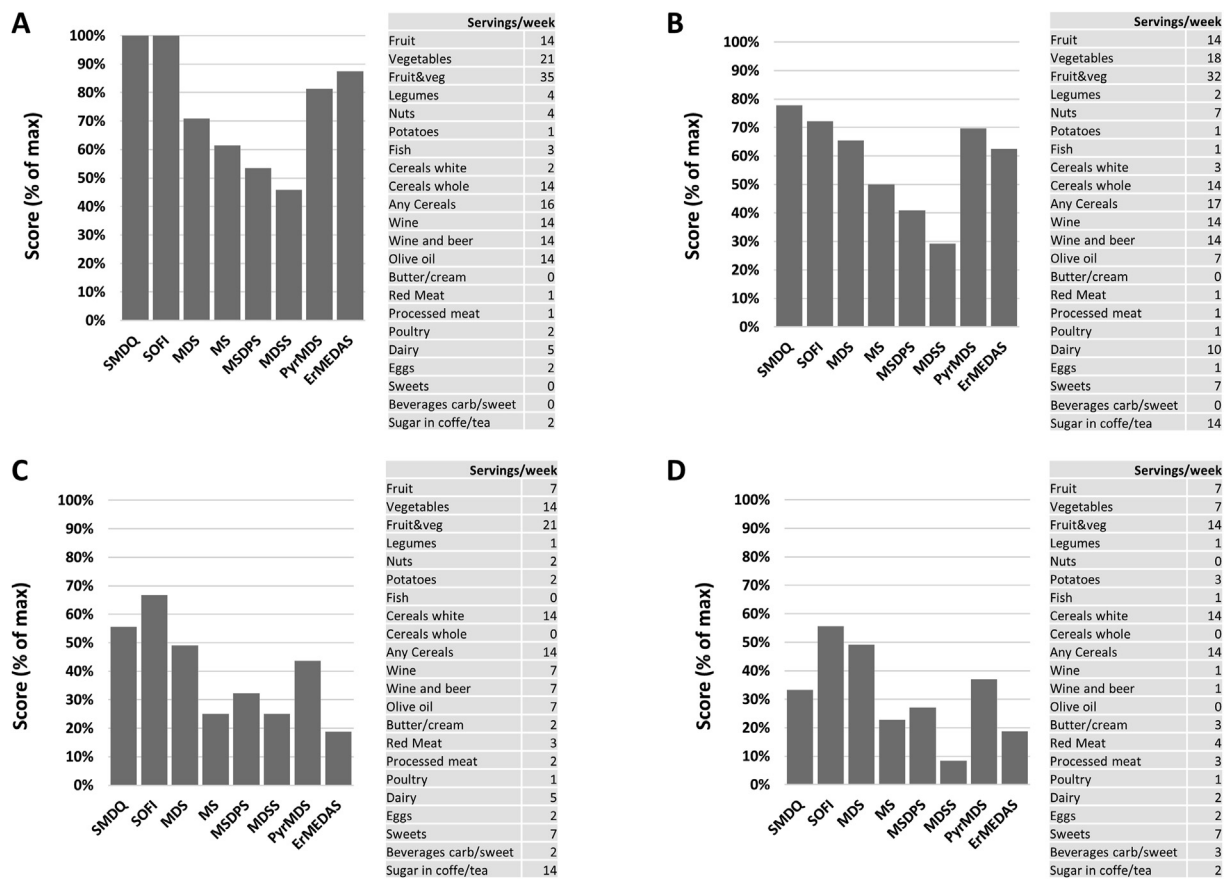 A
Score (% of max)
100%
90%
80%
70%
60%
50%
40%
30%
20%
10%
0%
SMDQ
SOFI
MDS
MS
MSDPS
MDSS
PyrMDS
ErMEDAS
Servings/week
Fruit 14
Vegetables 21
Fruit&veg 35
Legumes 4
Nuts 4
Potatoes 1
Fish 3
Cereals white 2
Cereals whole 14
Any Cereals 16
Wine 14
Wine and beer 14
Olive oil 14
Butter/cream 0
Red Meat 1
Processed meat 1
Poultry 2
Dairy 5
Eggs 2
Sweets 0
Beverages carb/sweet 0
Sugar in coffe/tea 2
B
Score (% of max)
100%
90%
80%
70%
60%
50%
40%
30%
20%
10%
0%
SMDQ
SOFI
MDS
MS
MSDPS
MDSS
PyrMDS
ErMEDAS
Servings/week
Fruit 14
Vegetables 18
Fruit&veg 32
Legumes 2
Nuts 7
Potatoes 1
Fish 1
Cereals white 3
Cereals whole 14
Any Cereals 17
Wine 14
Wine and beer 14
Olive oil 7
Butter/cream 0
Red Meat 1
Processed meat 1
Poultry 1
Dairy 10
Eggs 1
Sweets 7
Beverages carb/sweet 0
Sugar in coffe/tea 14
C
Score (% of max)
100%
90%
80%
70%
60%
50%
40%
30%
20%
10%
0%
SMDQ
SOFI
MDS
MS
MSDPS
MDSS
PyrMDS
ErMEDAS
Servings/week
Fruit 7
Vegetables 14
Fruit&veg 21
Legumes 1
Nuts 2
Potatoes 2
Fish 0
Cereals white 14
Cereals whole 0
Any Cereals 14
Wine 7
Wine and beer 7
Olive oil 7
Butter/cream 2
Red Meat 3
Processed meat 2
Poultry 1
Dairy 5
Eggs 2
Sweets 7
Beverages carb/sweet 2
Sugar in coffe/tea 14
D
Score (% of max)
100%
90%
80%
70%
60%
50%
40%
30%
20%
10%
0%
SMDQ
SOFI
MDS
MS
MSDPS
MDSS
PyrMDS
ErMEDAS
Servings/week
Fruit 7
Vegetables 7
Fruit&veg 14
Legumes 1
Nuts 0
Potatoes 3
Fish 1
Cereals white 14
Cereals whole 0
Any Cereals 14
Wine 1
Wine and beer 1
Olive oil 0
Butter/cream 3
Red Meat 4
Processed meat 3
Poultry 1
Dairy 2
Eggs 2
Sweets 7
Beverages carb/sweet 3
Sugar in coffe/tea 2